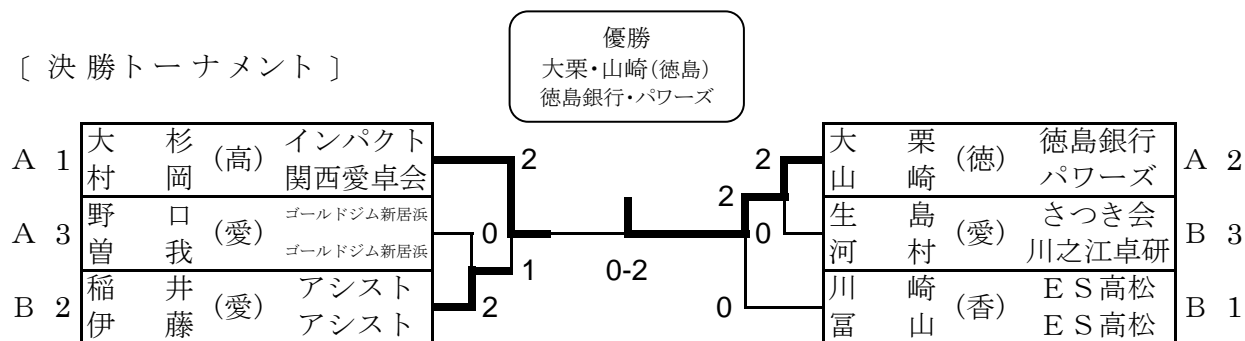 優勝
大栗・山崎(徳島)
徳島銀行・パワーズ
〔 決 勝 ト ー ナ メ ン ト 〕
A 1 大 杉 (高) インパクト
村 岡 関西愛卓会
A 3 野 口 (愛) ゴールドジム新居浜
曽 我 ゴールドジム新居浜
B 2 稲 井 (愛) アシスト
伊 藤 アシスト
2
0
1
2
0-2
2
2
0
0
大 栗 (徳) 徳島銀行 A 2
山 崎 パワーズ
生 島 (愛) さつき会 B 3
河 村 川之江卓研
川 崎 (香) ES高松 B 1
冨 山 ES高松